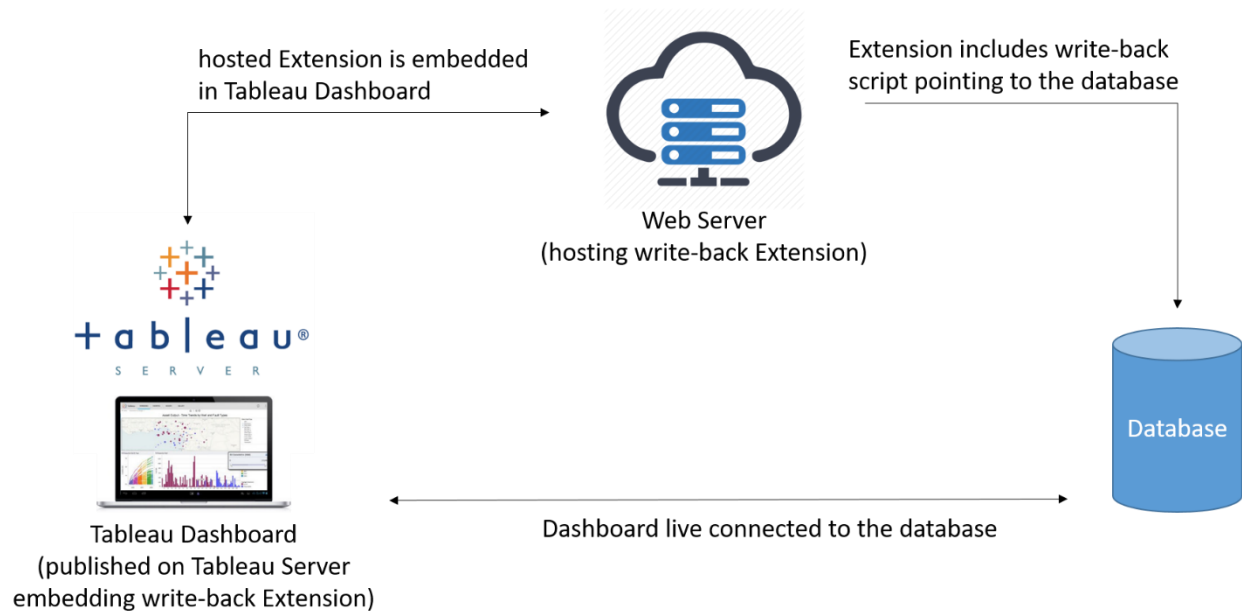 hosted Extension is embedded
in Tableau Dashboard
Extension includes write-back
script pointing to the database
Web Server
(hosting write-back Extension)
+ableau®
SERVER
Database
Dashboard live connected to the database
Tableau Dashboard
(published on Tableau Server
embedding write-back Extension)